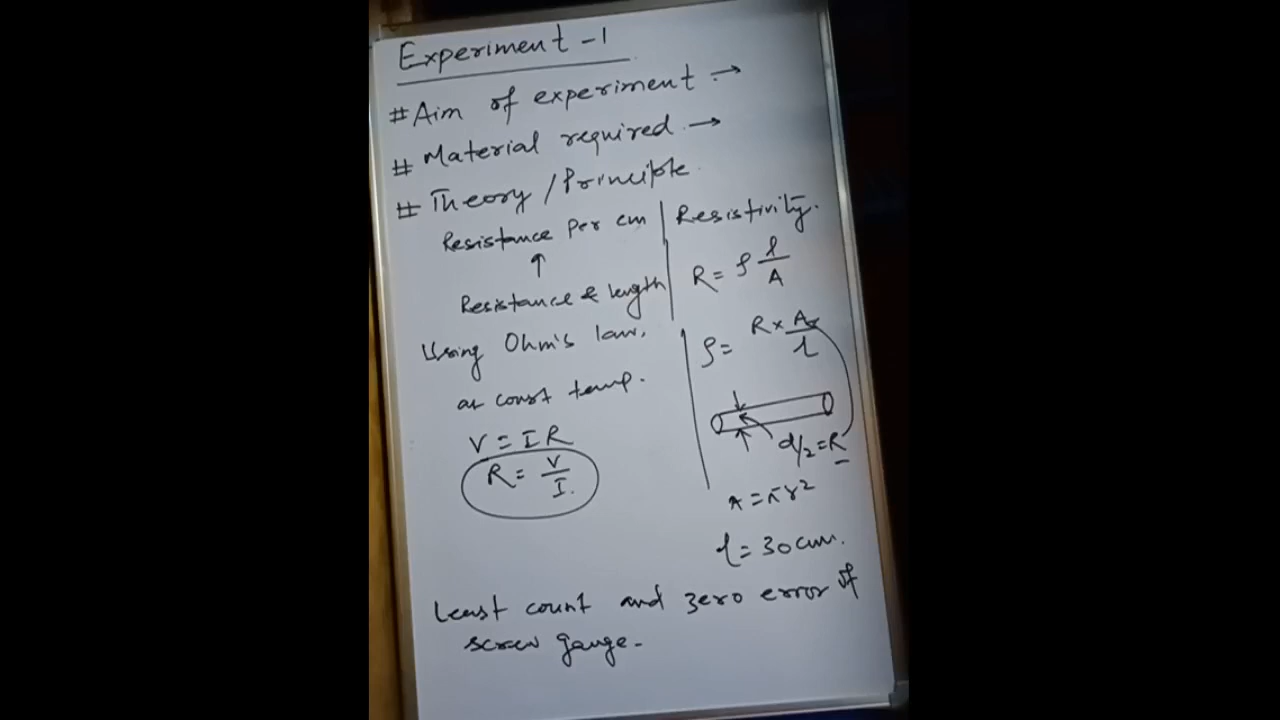 Experiment - 1
# Aim of experiment →
# Material required →
# Theory / Principle
Resistance Per cm
↑
Resistance & length
Using Ohm's law.
at const temp.
V = IR
R = V/I.
Resistivity.
R = ρ l/A
ρ = R × A/l
d/2 = R
A = πr²
l = 30 cm.
Least count and zero error of
screw gauge -